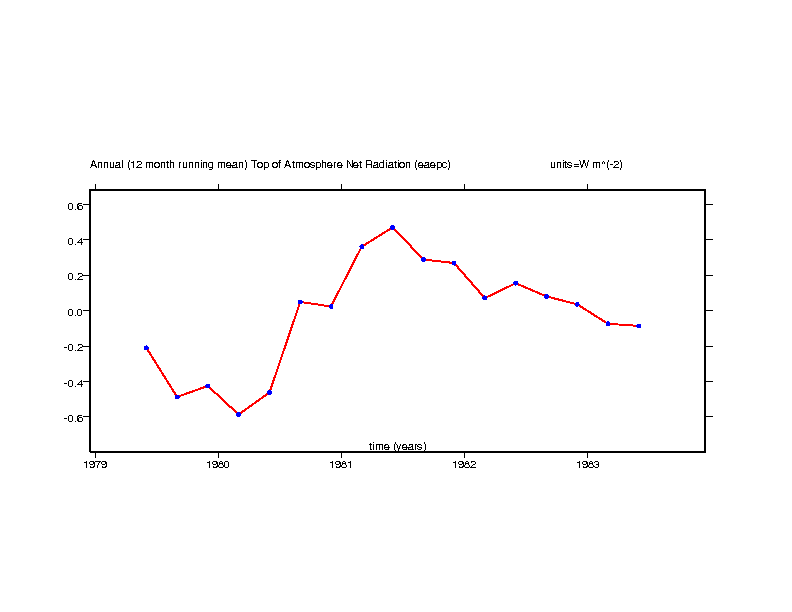 Annual (12 month running mean) Top of Atmosphere Net Radiation (eaepc) units=W m^(-2)
0.6
0.4
0.2
0.0
-0.2
-0.4
-0.6
time (years)
1979 1980 1981 1982 1983